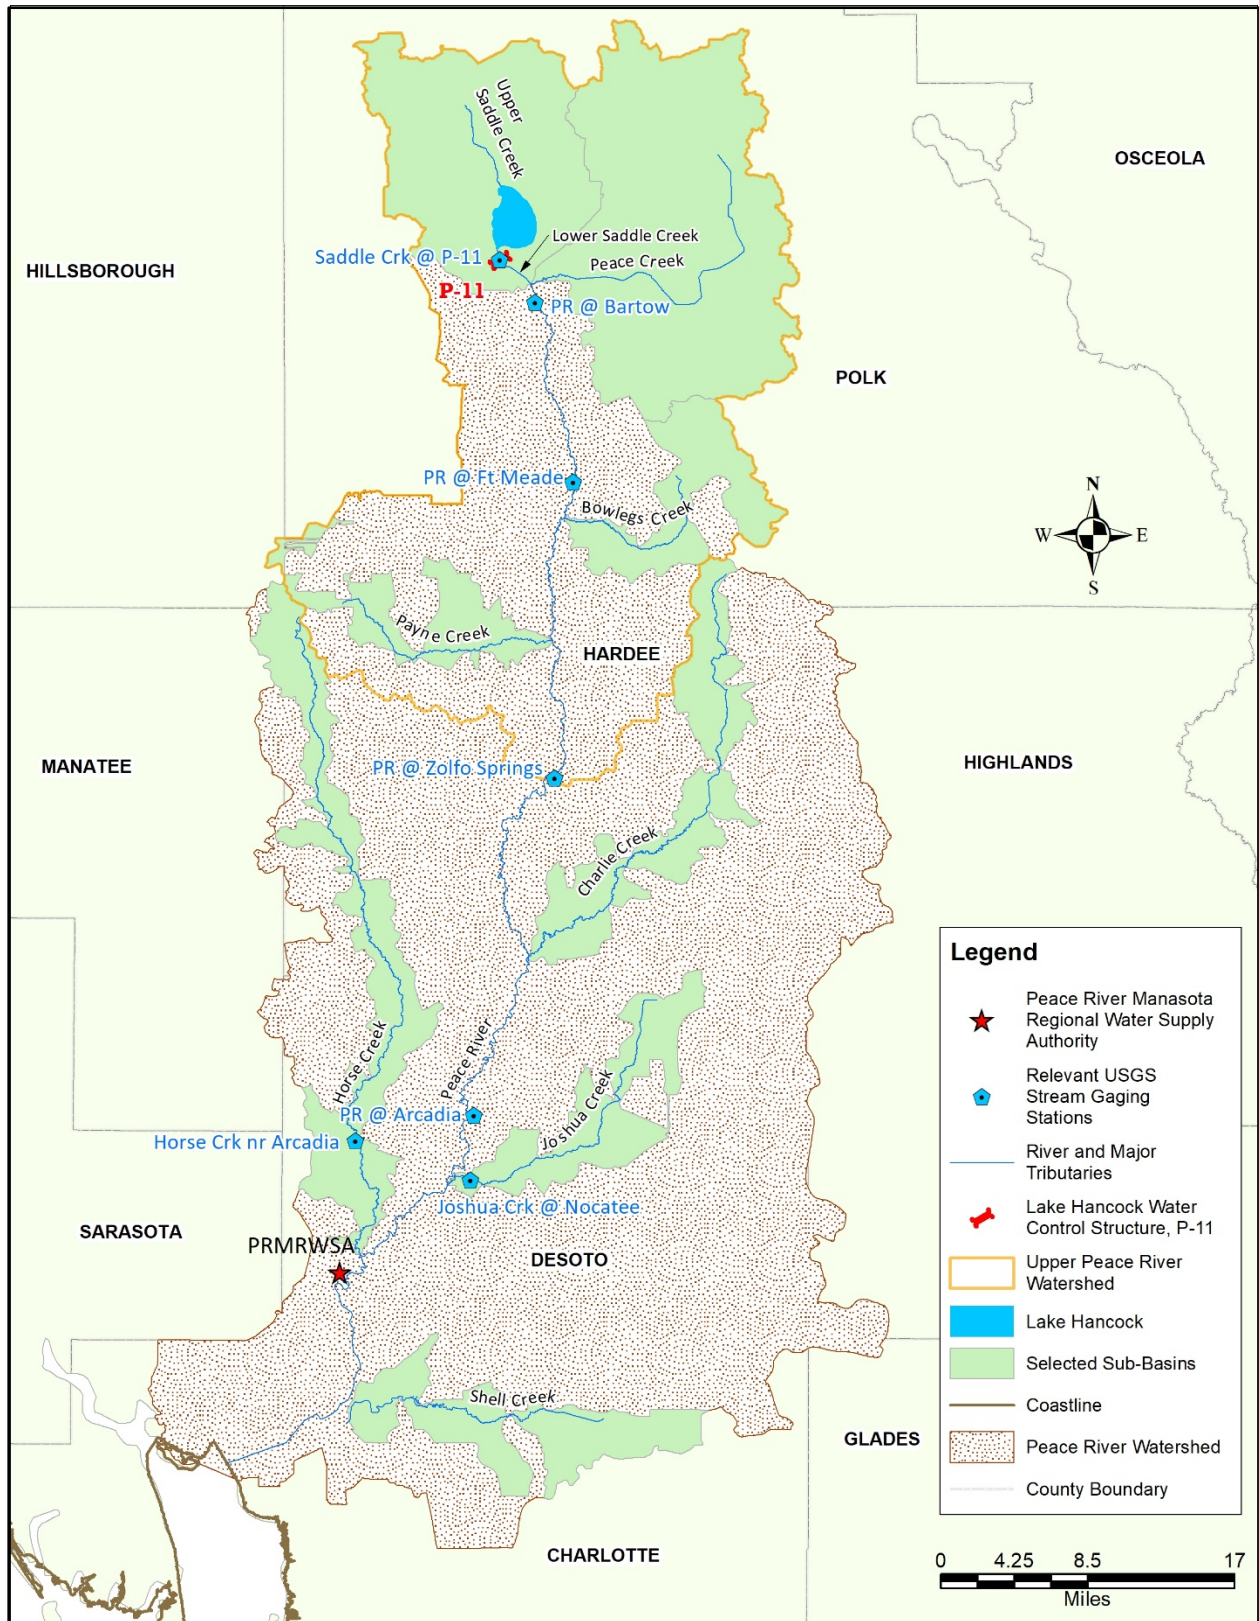 OSCEOLA
Upper
Saddle Creek
Lower Saddle Creek
Saddle Crk @ P-11
Peace Creek
HILLSBOROUGH
P-11
PR @ Bartow
POLK
PR @ Ft Meade
Bowlegs Creek
N
W
E
S
Payne Creek
HARDEE
MANATEE
PR @ Zolfo Springs
HIGHLANDS
Charlie Creek
Horse Creek
Peace River
Joshua Creek
PR @ Arcadia
Horse Crk nr Arcadia
Joshua Crk @ Nocatee
SARASOTA
PRMRWSA
DESOTO
Shell Creek
GLADES
CHARLOTTE
Legend
Peace River Manasota
Regional Water Supply
Authority
Relevant USGS
Stream Gaging
Stations
River and Major
Tributaries
Lake Hancock Water
Control Structure, P-11
Upper Peace River
Watershed
Lake Hancock
Selected Sub-Basins
Coastline
Peace River Watershed
County Boundary
0 4.25 8.5 17
Miles